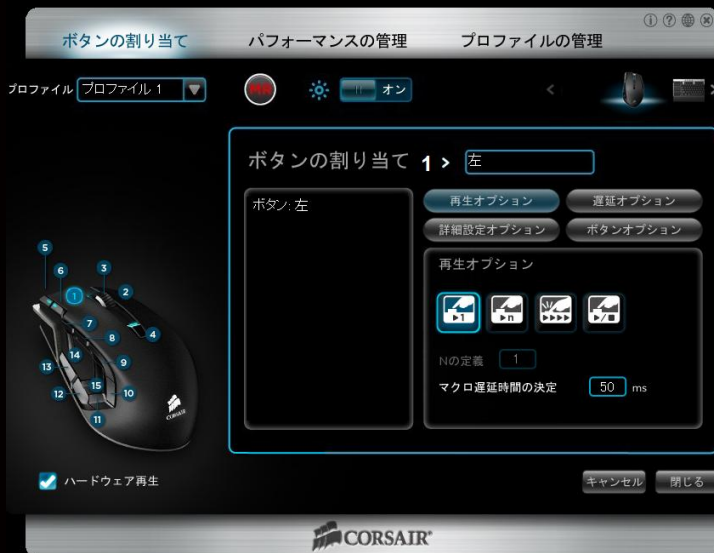 ボタンの割り当て
パフォーマンスの管理
プロファイルの管理
プロファイル
プロファイル 1
MR
オン
ボタンの割り当て 1 > 左
ボタン: 左
再生オプション
遅延オプション
詳細設定オプション
ボタンオプション
再生オプション
1
n
Nの定義 1
マクロ遅延時間の決定 50 ms
5
6
1
3
2
4
7
8
14
9
13
15
12
10
11
CORSAIR
ハードウェア再生
キャンセル
閉じる
CORSAIR